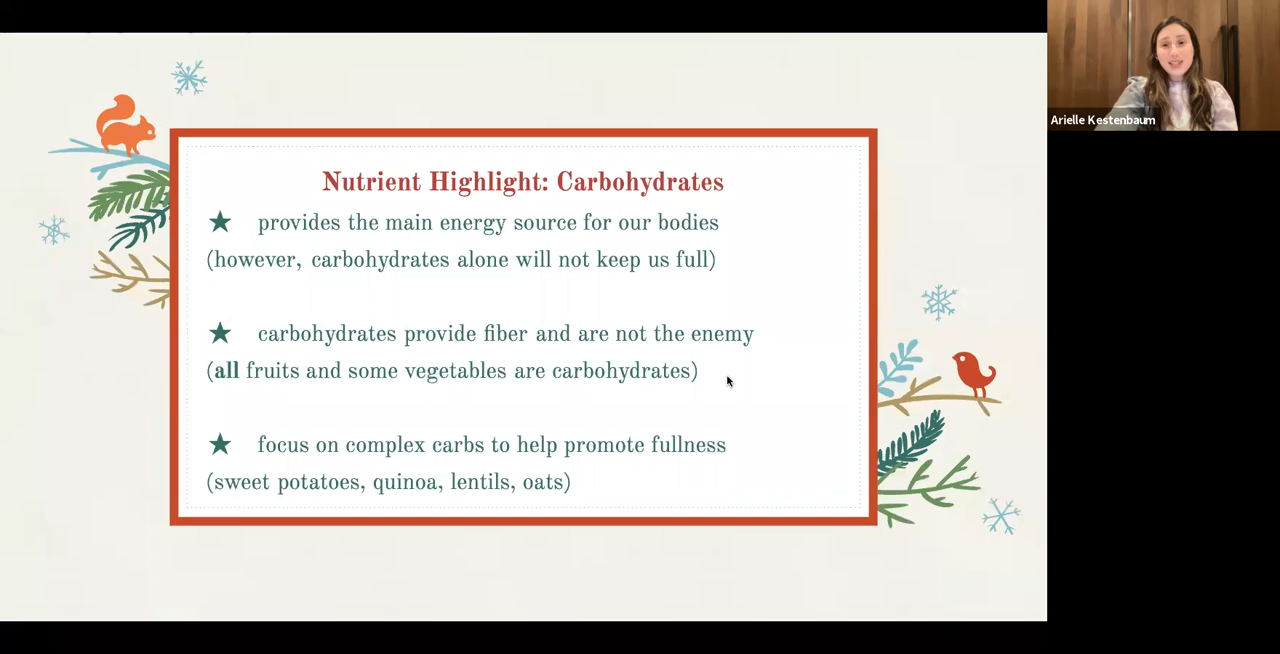 Nutrient Highlight: Carbohydrates
★ provides the main energy source for our bodies
(however, carbohydrates alone will not keep us full)
★ carbohydrates provide fiber and are not the enemy
(all fruits and some vegetables are carbohydrates)
★ focus on complex carbs to help promote fullness
(sweet potatoes, quinoa, lentils, oats)
Arielle Kestenbaum